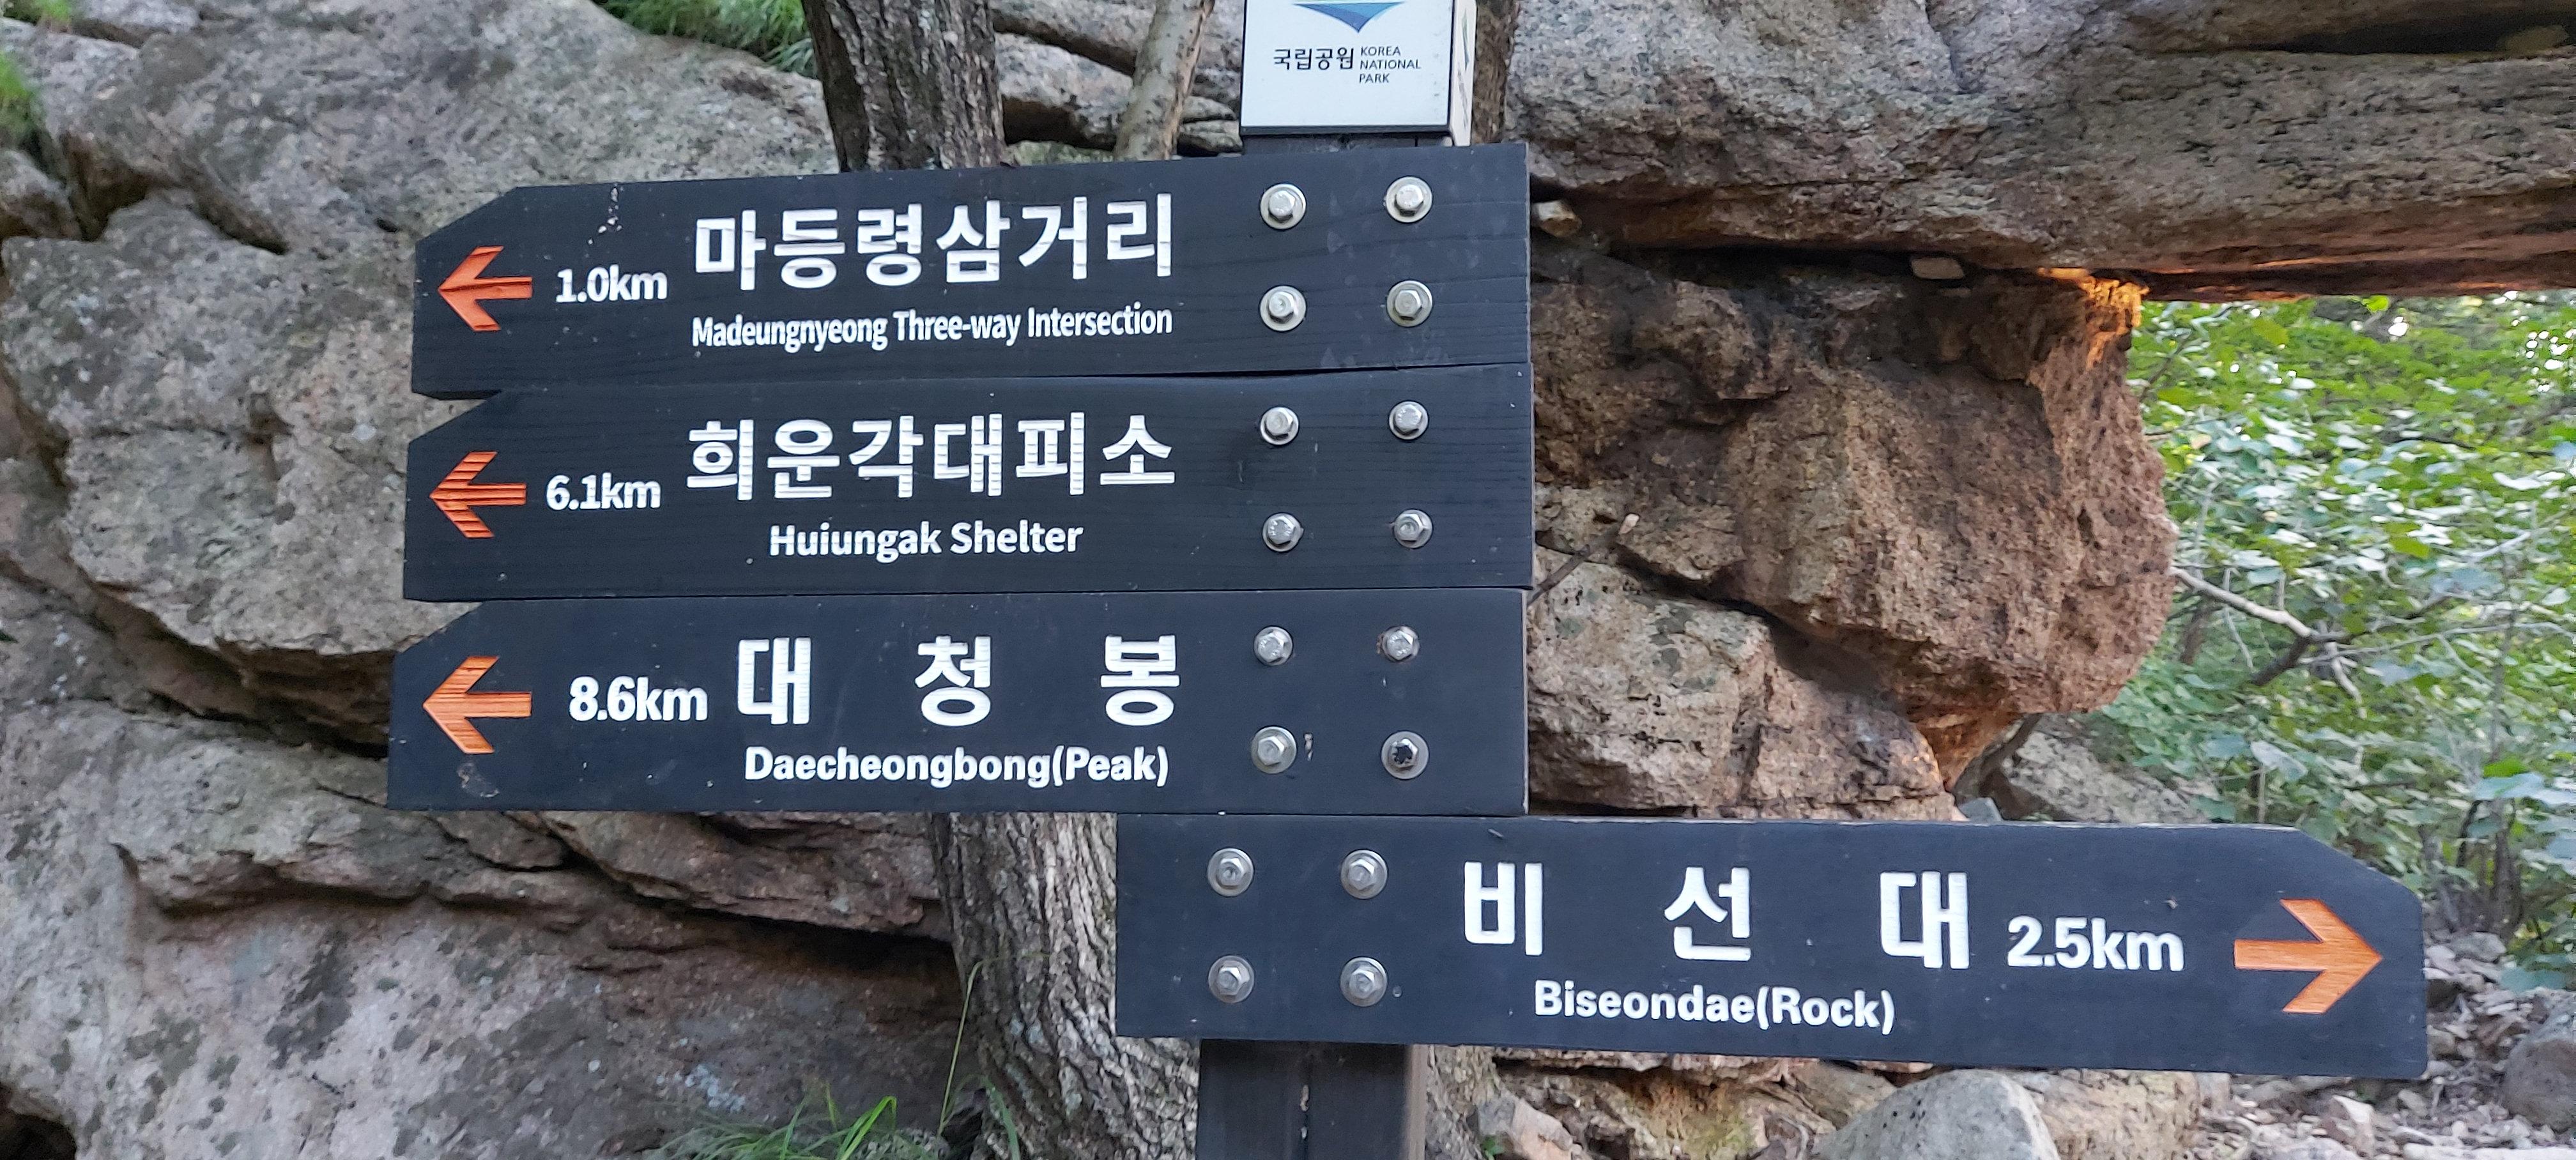 국립공원 KOREA
NATIONAL
PARK
1.0km 마등령삼거리
Madeungnyeong Three-way Intersection
6.1km 희운각대피소
Huiungak Shelter
8.6km 대 청 봉
Daecheongbong(Peak)
비 선 대 2.5km
Biseondae(Rock)